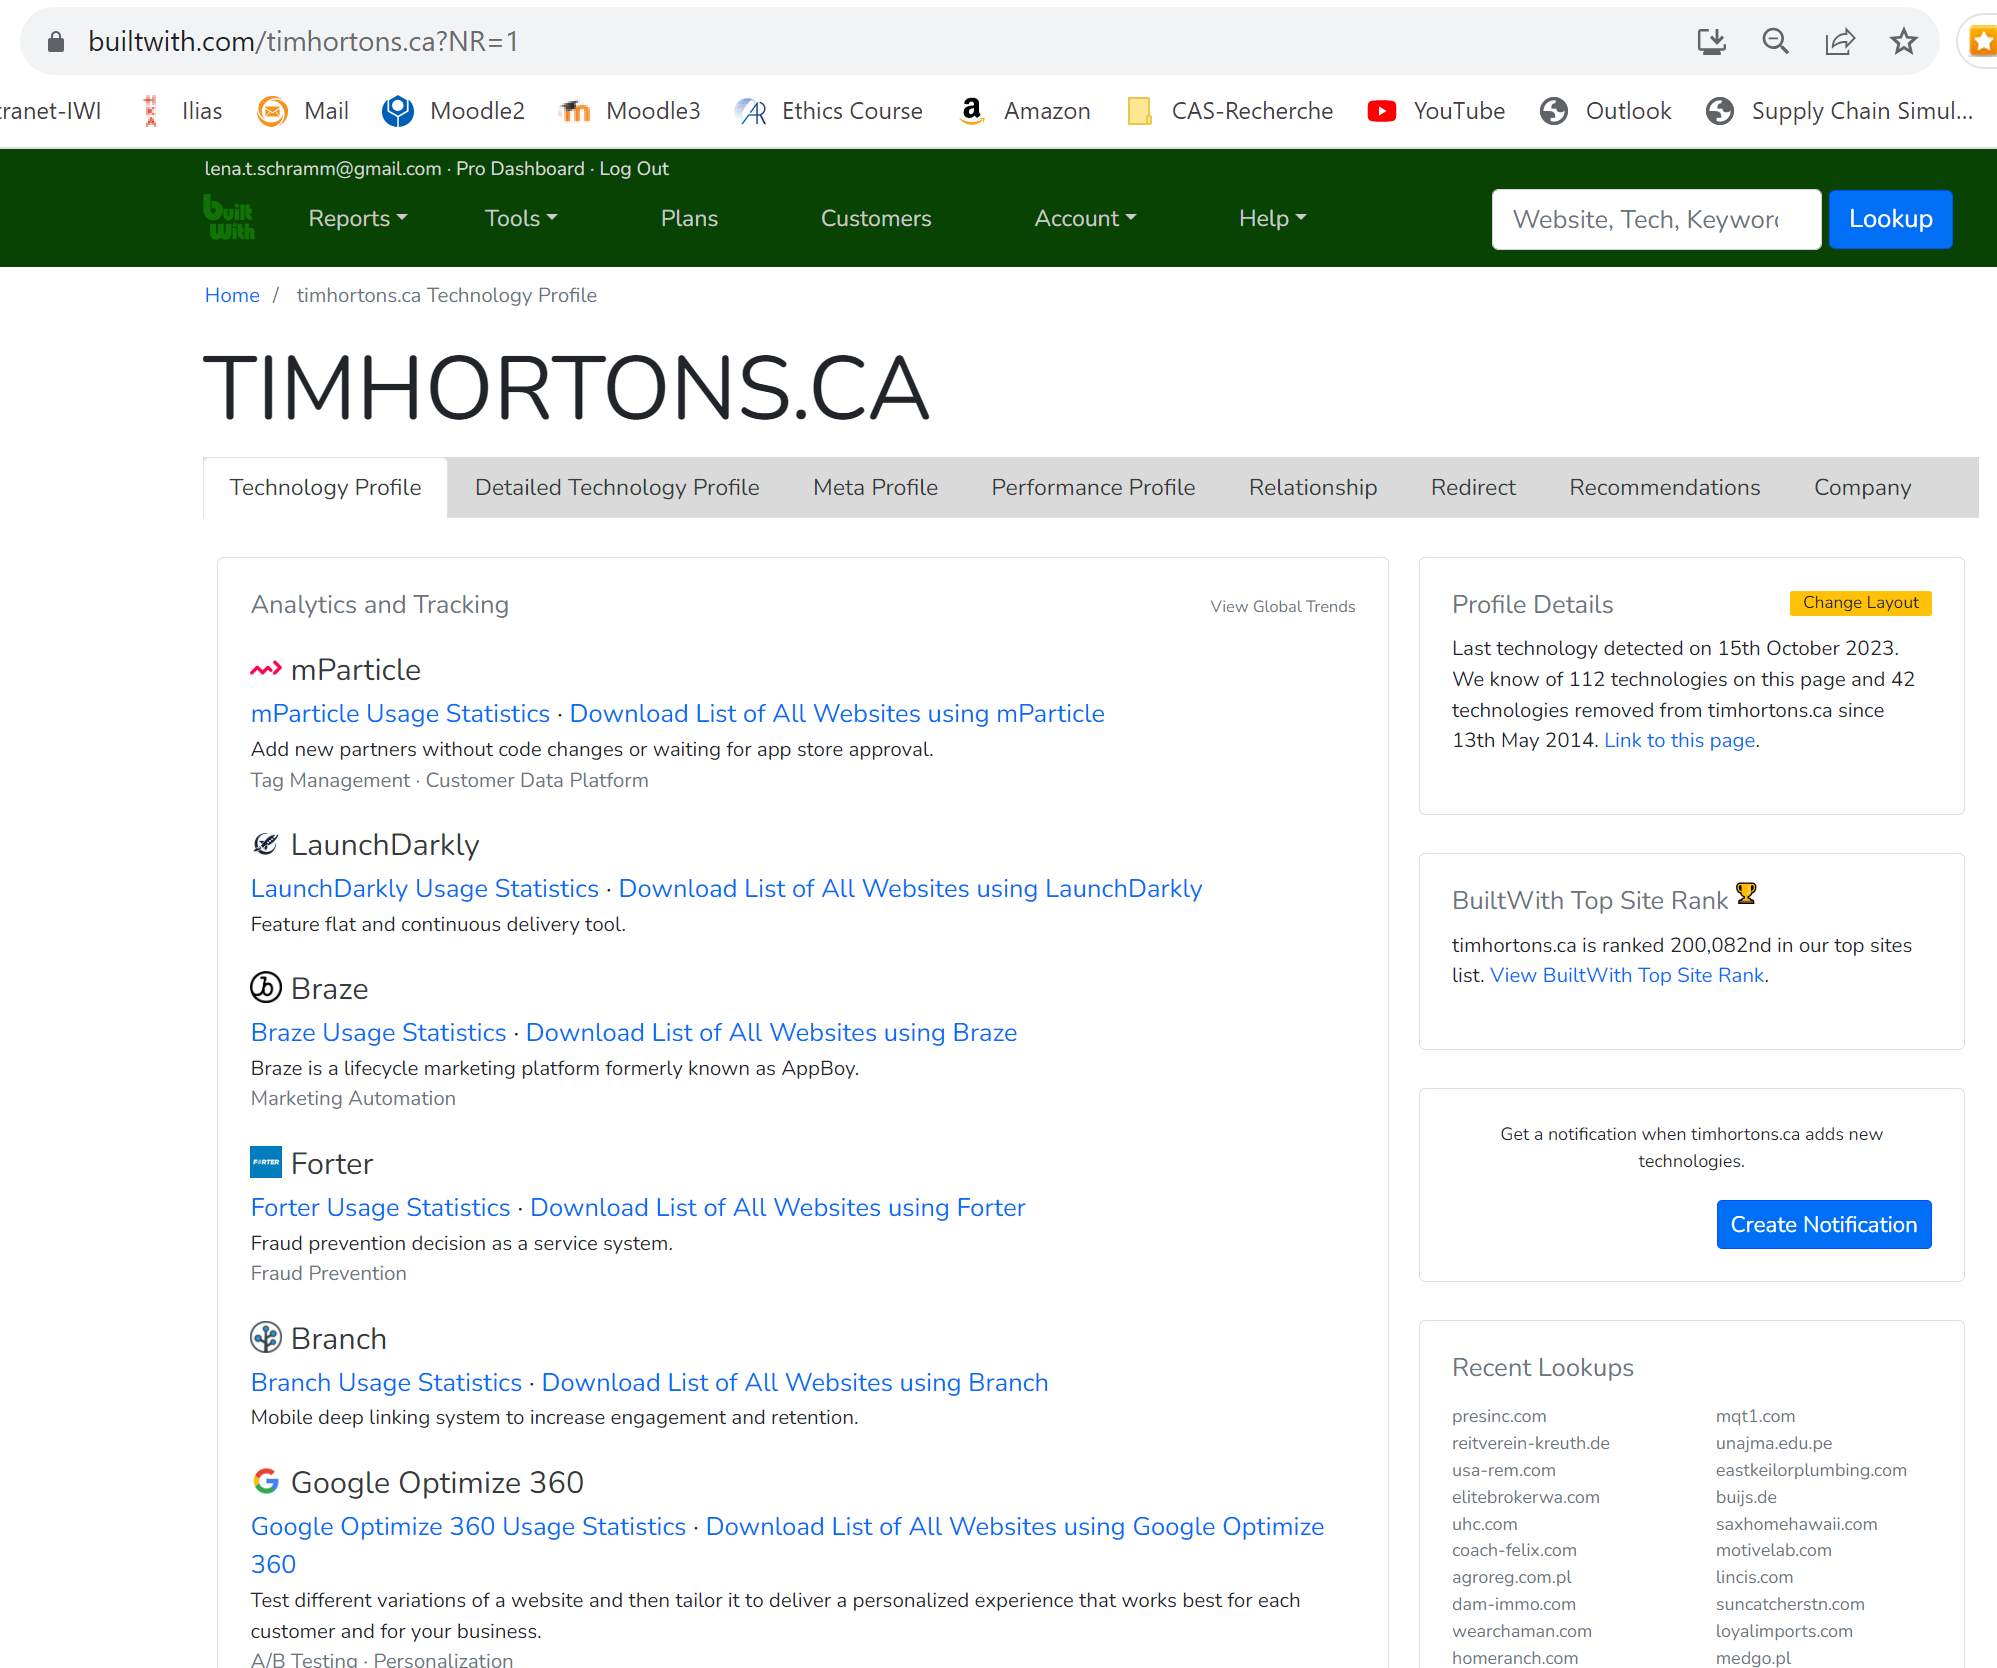 builtwith.com/timhortons.ca?NR=1
tranet-IWI Ilias Mail Moodle2 Moodle3 Ethics Course Amazon CAS-Recherche YouTube Outlook Supply Chain Simul...
lena.t.schramm@gmail.com · Pro Dashboard · Log Out
built With Reports Tools Plans Customers Account Help Website, Tech, Keyword Lookup
Home / timhortons.ca Technology Profile
TIMHORTONS.CA
Technology Profile Detailed Technology Profile Meta Profile Performance Profile Relationship Redirect Recommendations Company
Analytics and Tracking View Global Trends
mParticle
mParticle Usage Statistics · Download List of All Websites using mParticle
Add new partners without code changes or waiting for app store approval.
Tag Management · Customer Data Platform
LaunchDarkly
LaunchDarkly Usage Statistics · Download List of All Websites using LaunchDarkly
Feature flat and continuous delivery tool.
Braze
Braze Usage Statistics · Download List of All Websites using Braze
Braze is a lifecycle marketing platform formerly known as AppBoy.
Marketing Automation
FORTER Forter
Forter Usage Statistics · Download List of All Websites using Forter
Fraud prevention decision as a service system.
Fraud Prevention
Branch
Branch Usage Statistics · Download List of All Websites using Branch
Mobile deep linking system to increase engagement and retention.
Google Optimize 360
Google Optimize 360 Usage Statistics · Download List of All Websites using Google Optimize
360
Test different variations of a website and then tailor it to deliver a personalized experience that works best for each
customer and for your business.
A/B Testing · Personalization
Profile Details Change Layout
Last technology detected on 15th October 2023.
We know of 112 technologies on this page and 42
technologies removed from timhortons.ca since
13th May 2014. Link to this page.
BuiltWith Top Site Rank
timhortons.ca is ranked 200,082nd in our top sites
list. View BuiltWith Top Site Rank.
Get a notification when timhortons.ca adds new
technologies.
Create Notification
Recent Lookups
presinc.com mqt1.com
reitverein-kreuth.de unajma.edu.pe
usa-rem.com eastkeilorplumbing.com
elitebrokerwa.com buijs.de
uhc.com saxhomehawaii.com
coach-felix.com motivelab.com
agroreg.com.pl lincis.com
dam-immo.com suncatcherstn.com
wearchaman.com loyalimports.com
homeranch.com medgo.pl